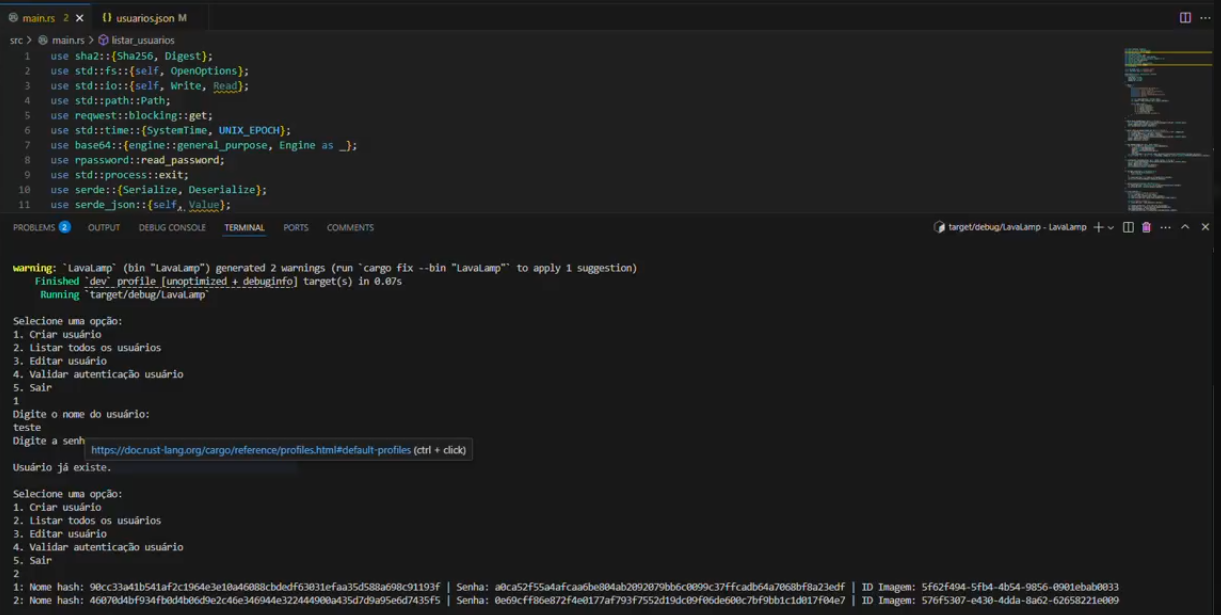 main.rs 2 usuarios.json M
src > main.rs > listar_usuarios
1 use sha2::{Sha256, Digest};
2 use std::fs::{self, OpenOptions};
3 use std::io::{self, Write, Read};
4 use std::path::Path;
5 use reqwest::blocking::get;
6 use std::time::{SystemTime, UNIX_EPOCH};
7 use base64::{engine::general_purpose, Engine as _};
8 use rpassword::read_password;
9 use std::process::exit;
10 use serde::{Serialize, Deserialize};
11 use serde_json::{self, Value};
PROBLEMS 2 OUTPUT DEBUG CONSOLE TERMINAL PORTS COMMENTS target/debug/LavaLamp - LavaLamp
warning: `LavaLamp` (bin "LavaLamp") generated 2 warnings (run `cargo fix --bin "LavaLamp"` to apply 1 suggestion)
Finished `dev` profile [unoptimized + debuginfo] target(s) in 0.07s
Running `target/debug/LavaLamp`
Selecione uma opção:
1. Criar usuário
2. Listar todos os usuários
3. Editar usuário
4. Validar autenticação usuário
5. Sair
1
Digite o nome do usuário:
teste
Digite a senh
https://doc.rust-lang.org/cargo/reference/profiles.html#default-profiles (ctrl + click)
Usuário já existe.
Selecione uma opção:
1. Criar usuário
2. Listar todos os usuários
3. Editar usuário
4. Validar autenticação usuário
5. Sair
2
1: Nome hash: 90cc33a41b541af2c1964e3e10a46088cbdedf63031efaa35d588a698c91193f | Senha: a0ca52f55a4afcaa6be804ab2092079bb6c0099c37ffcadb64a7068bf8a23edf | ID Imagem: 5f62f494-5fb4-4b54-9856-0901ebab0033
2: Nome hash: 46070d4bf934fb0d4b06d9e2c46e346944e322444900a435d7d9a95e6d7435f5 | Senha: 0e69cff86e872f4e0177af793f7552d19dc09f06de600c7bf9bb1c1d017f04e7 | ID Imagem: 576f5307-e430-4dda-8a62-62658221e009